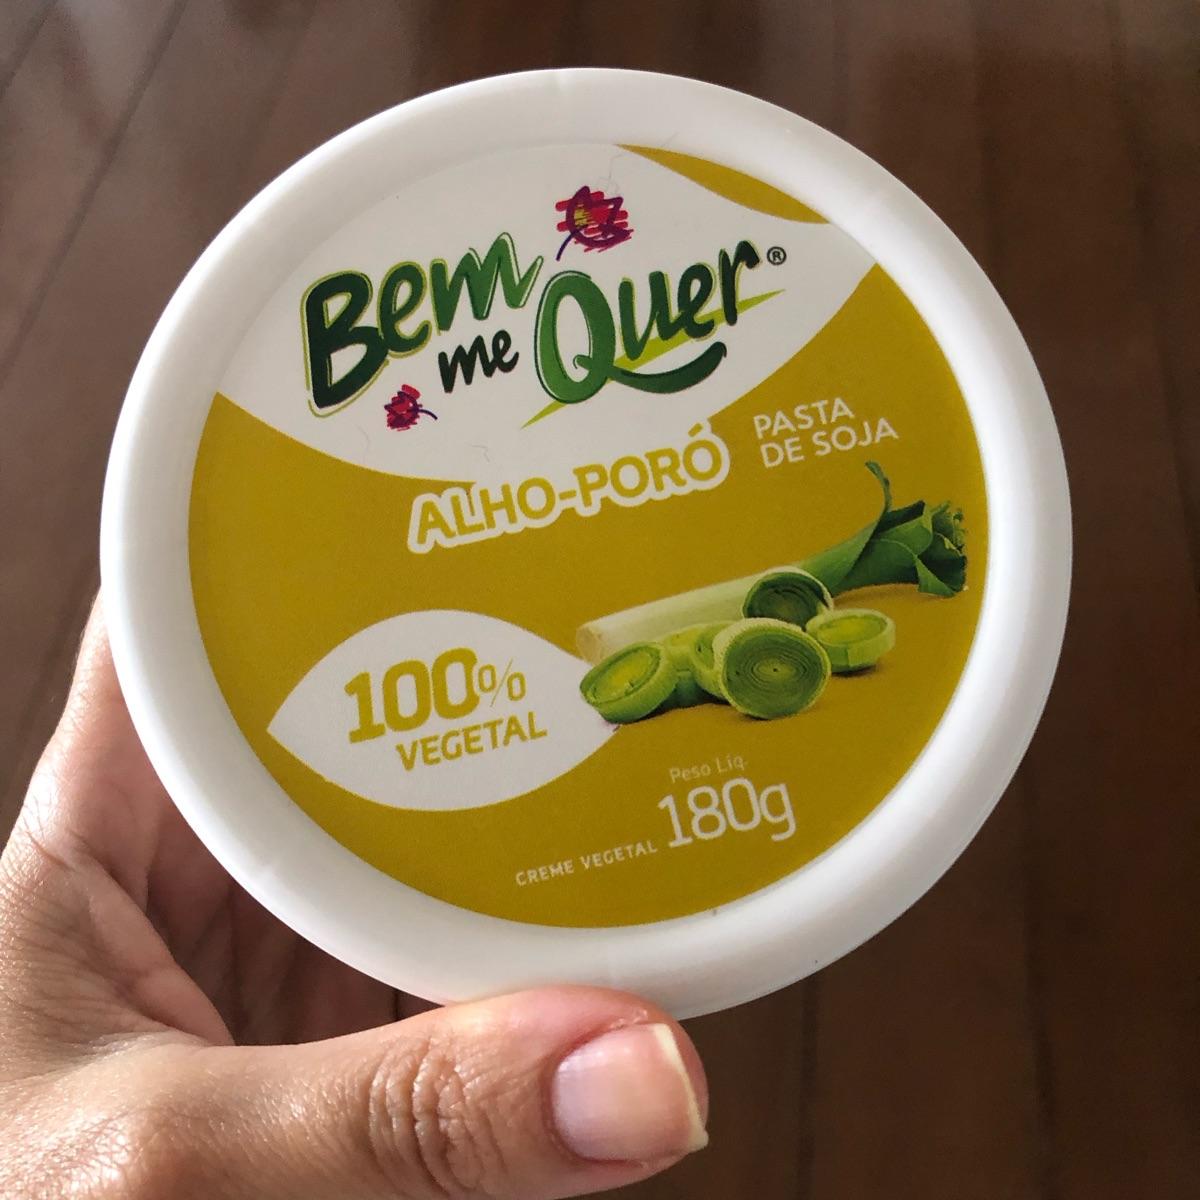 Bem
me Quer®
ALHO-PORÓ
PASTA
DE SOJA
100%
VEGETAL
Peso Líq.
180g
CREME VEGETAL